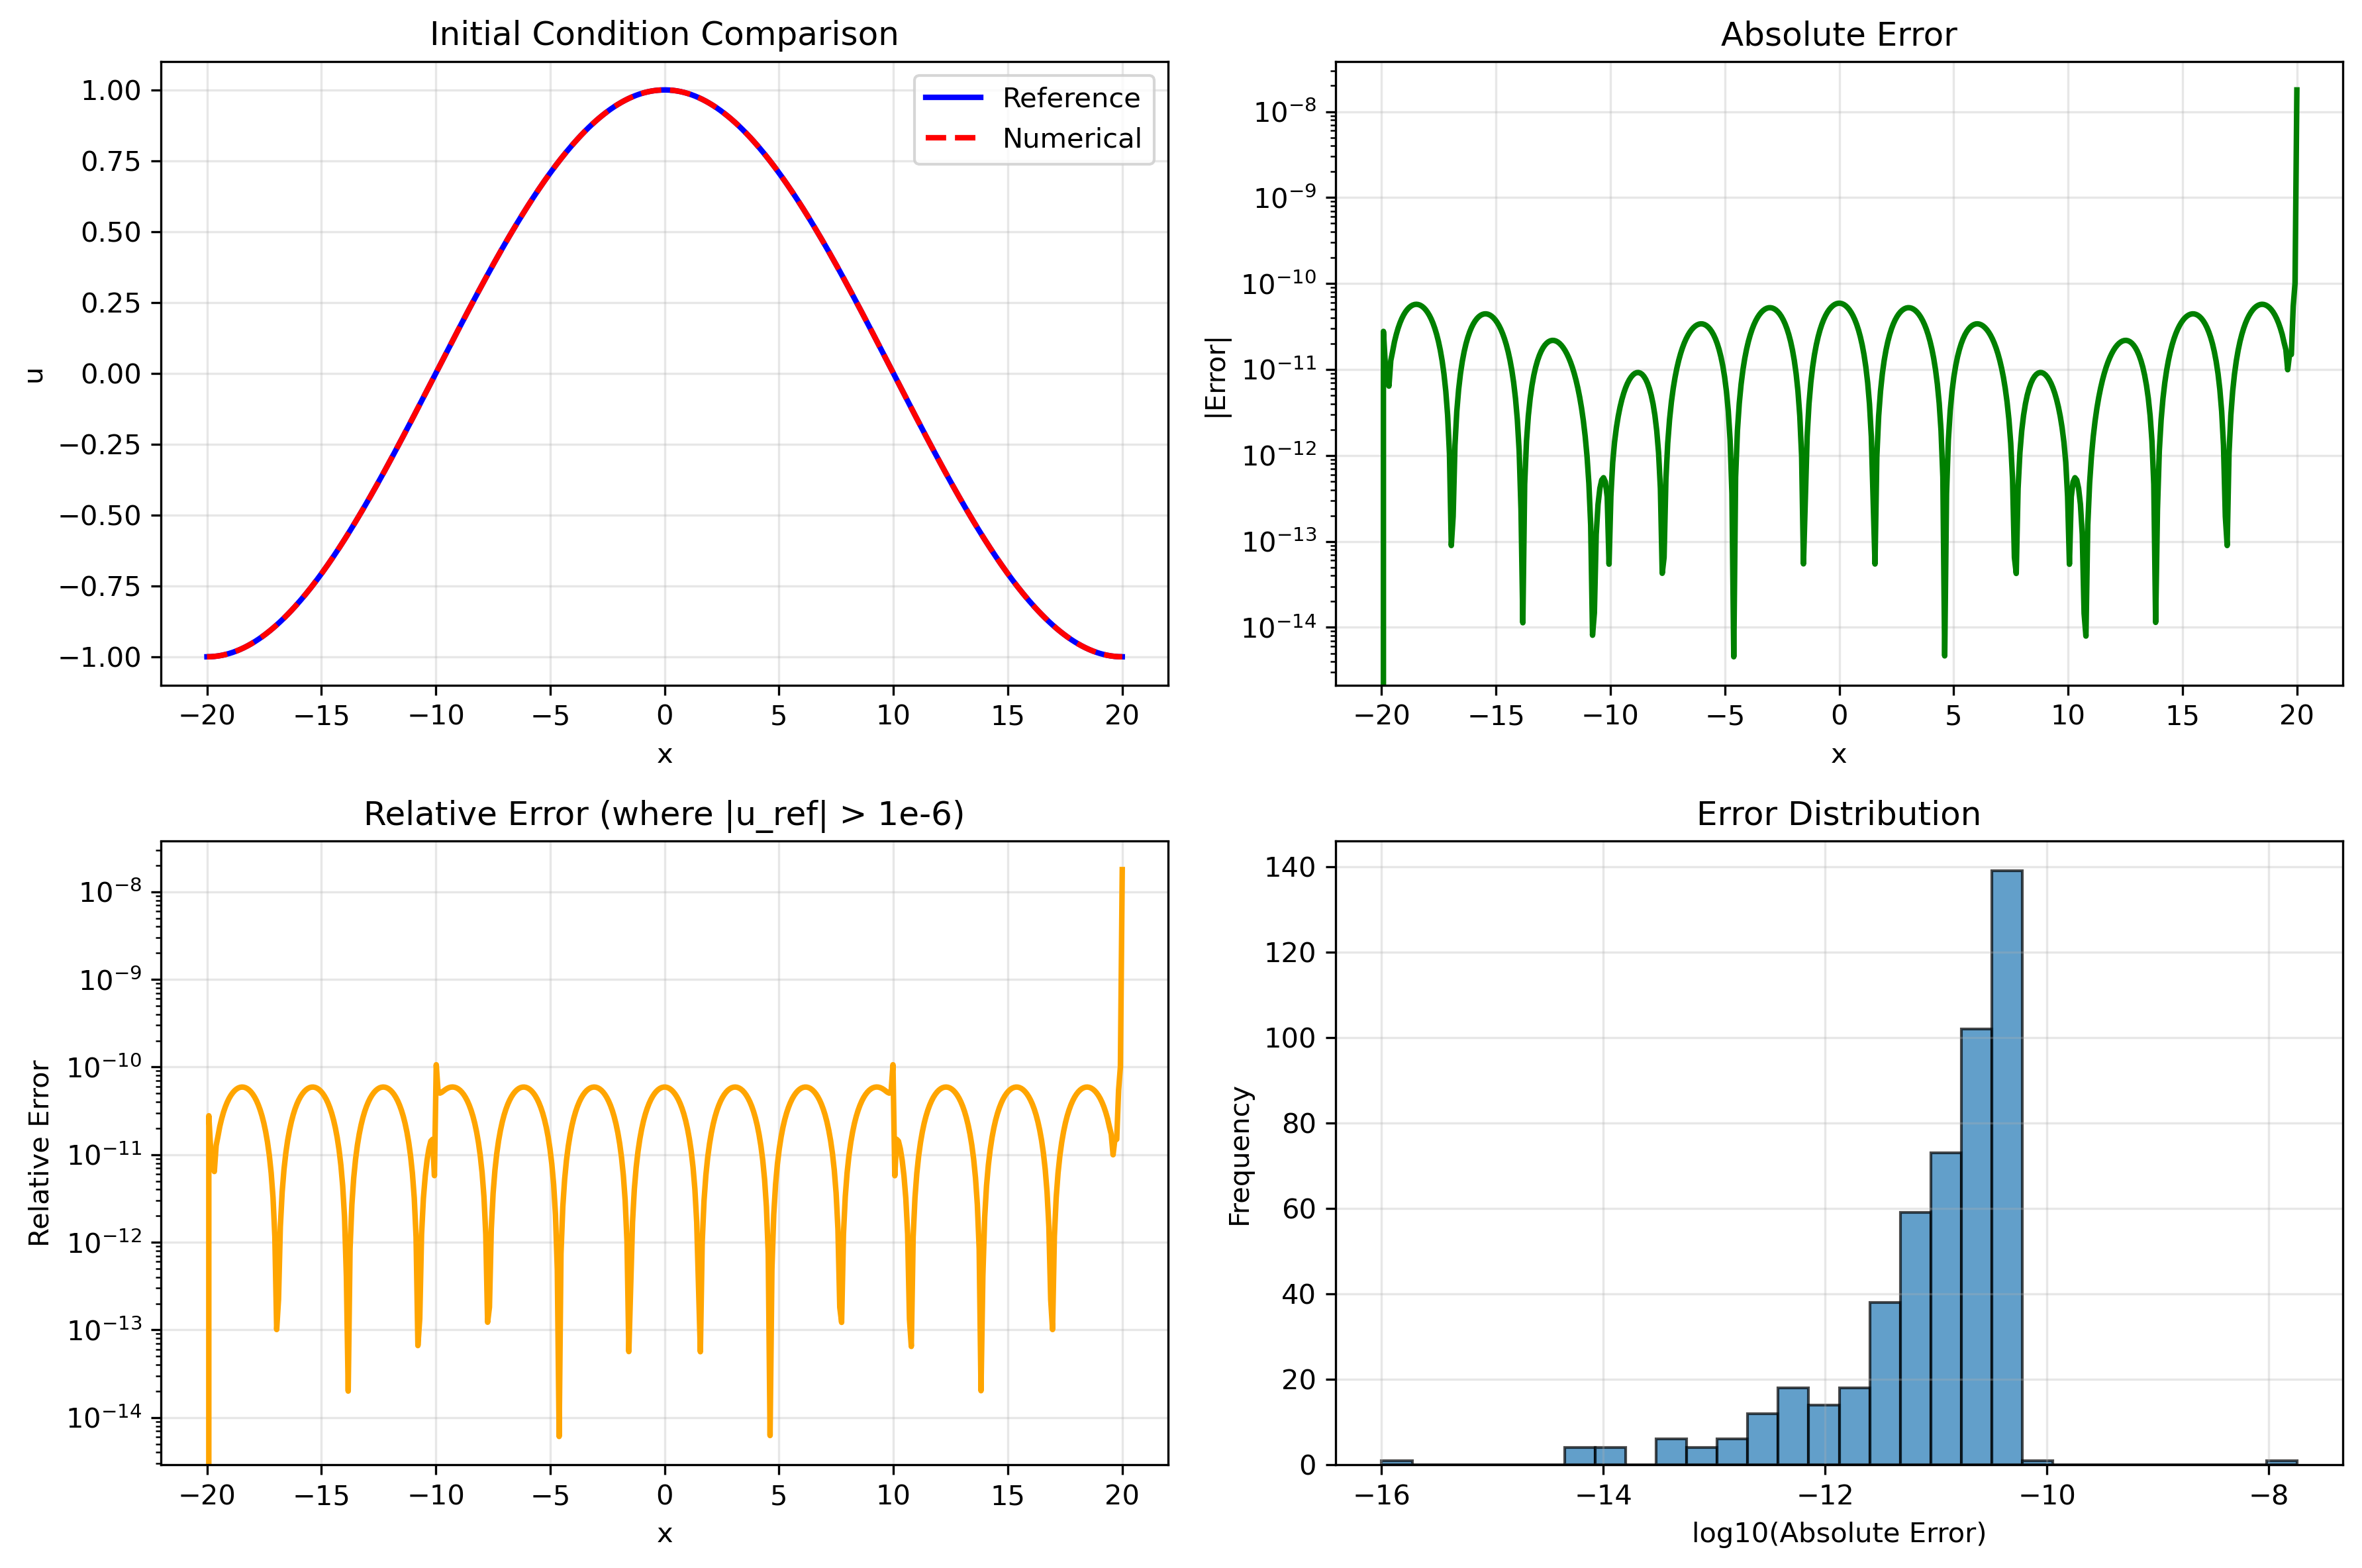 Initial Condition Comparison
1.00
0.75
0.50
0.25
0.00
−0.25
−0.50
−0.75
−1.00
u
Reference
Numerical
−20 −15 −10 −5 0 5 10 15 20
x
Absolute Error
10⁻⁸
10⁻⁹
10⁻¹⁰
10⁻¹¹
10⁻¹²
10⁻¹³
10⁻¹⁴
|Error|
−20 −15 −10 −5 0 5 10 15 20
x
Relative Error (where |u_ref| > 1e-6)
10⁻⁸
10⁻⁹
10⁻¹⁰
10⁻¹¹
10⁻¹²
10⁻¹³
10⁻¹⁴
Relative Error
−20 −15 −10 −5 0 5 10 15 20
x
Error Distribution
140
120
100
80
60
40
20
0
Frequency
−16 −14 −12 −10 −8
log10(Absolute Error)